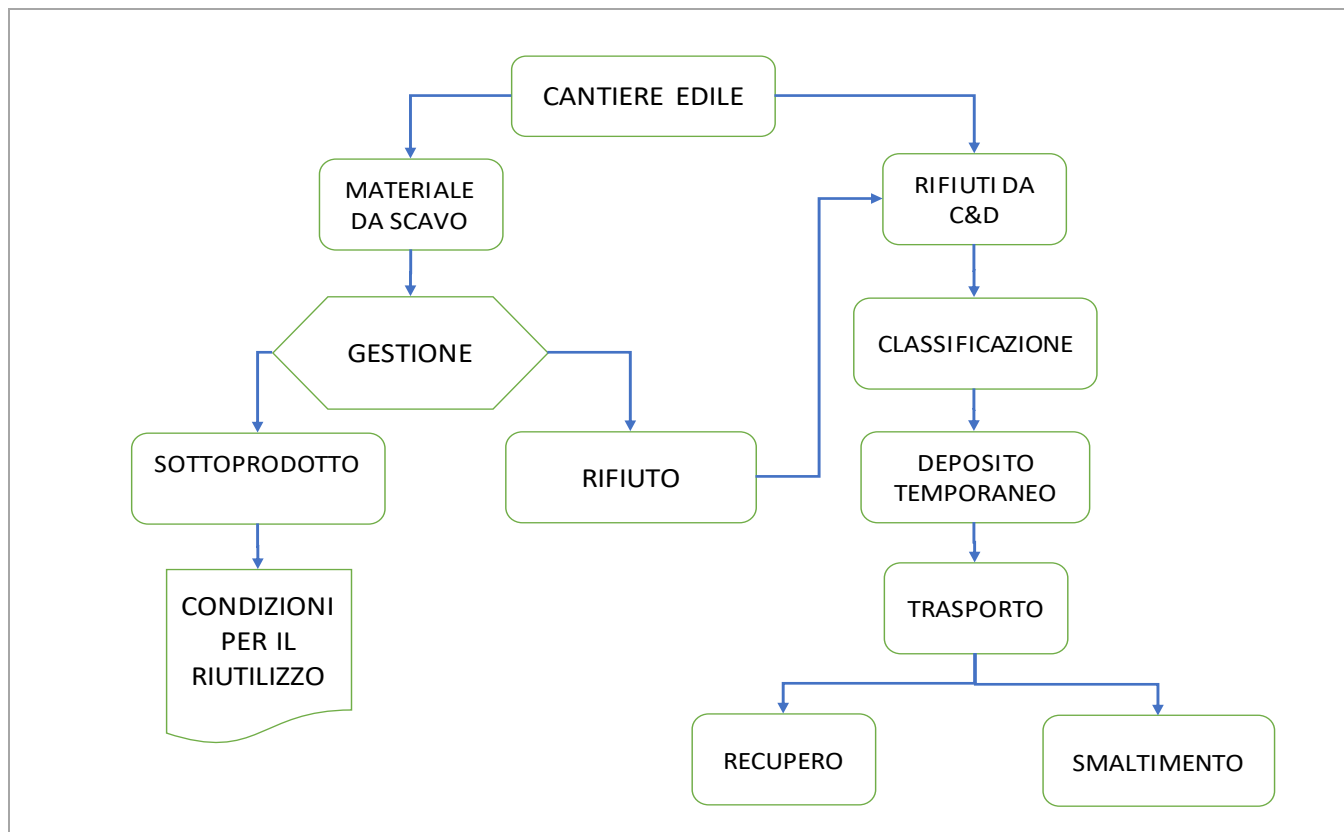 CANTIERE EDILE
MATERIALE
DA SCAVO
RIFIUTI DA
C&D
GESTIONE
CLASSIFICAZIONE
SOTTOPRODOTTO
RIFIUTO
DEPOSITO
TEMPORANEO
CONDIZIONI
PER IL
RIUTILIZZO
TRASPORTO
RECUPERO
SMALTIMENTO